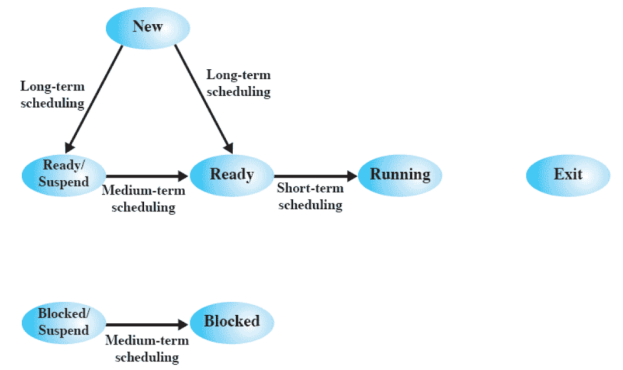 New
Long-term
scheduling
Long-term
scheduling
Ready/
Suspend
Medium-term
scheduling
Ready
Short-term
scheduling
Running
Exit
Blocked/
Suspend
Medium-term
scheduling
Blocked